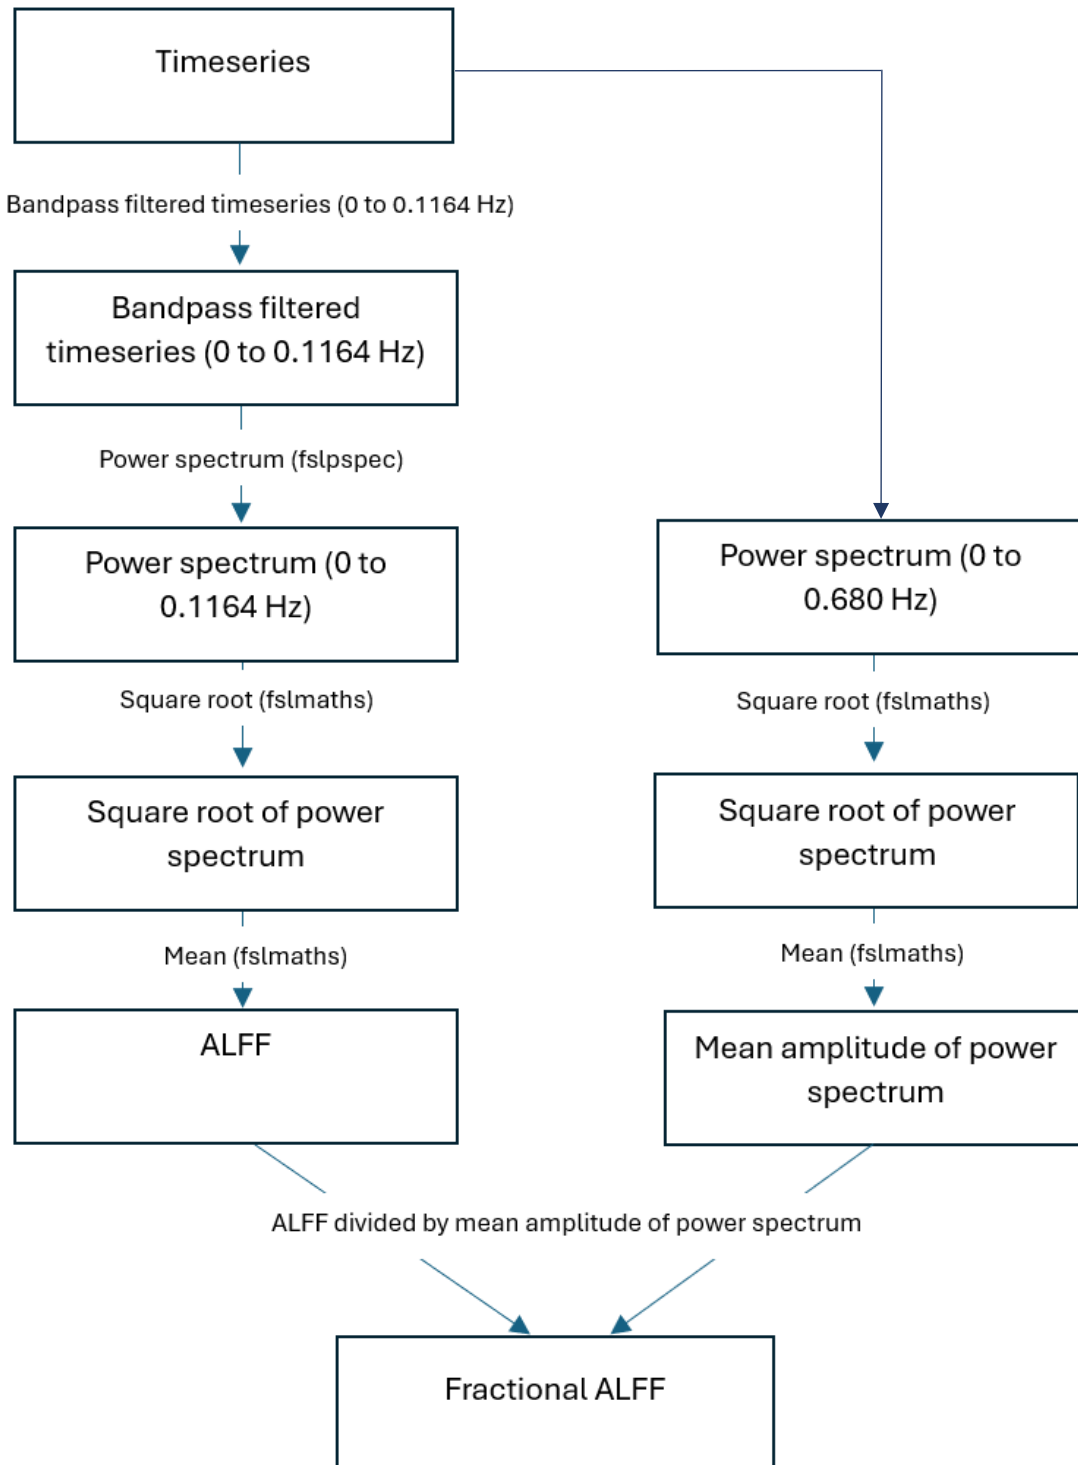 Timeseries
Bandpass filtered timeseries (0 to 0.1164 Hz)
Bandpass filtered
timeseries (0 to 0.1164 Hz)
Power spectrum (fslpspec)
Power spectrum (0 to
0.1164 Hz)
Power spectrum (0 to
0.680 Hz)
Square root (fslmaths)
Square root (fslmaths)
Square root of power
spectrum
Square root of power
spectrum
Mean (fslmaths)
Mean (fslmaths)
ALFF
Mean amplitude of power
spectrum
ALFF divided by mean amplitude of power spectrum
Fractional ALFF